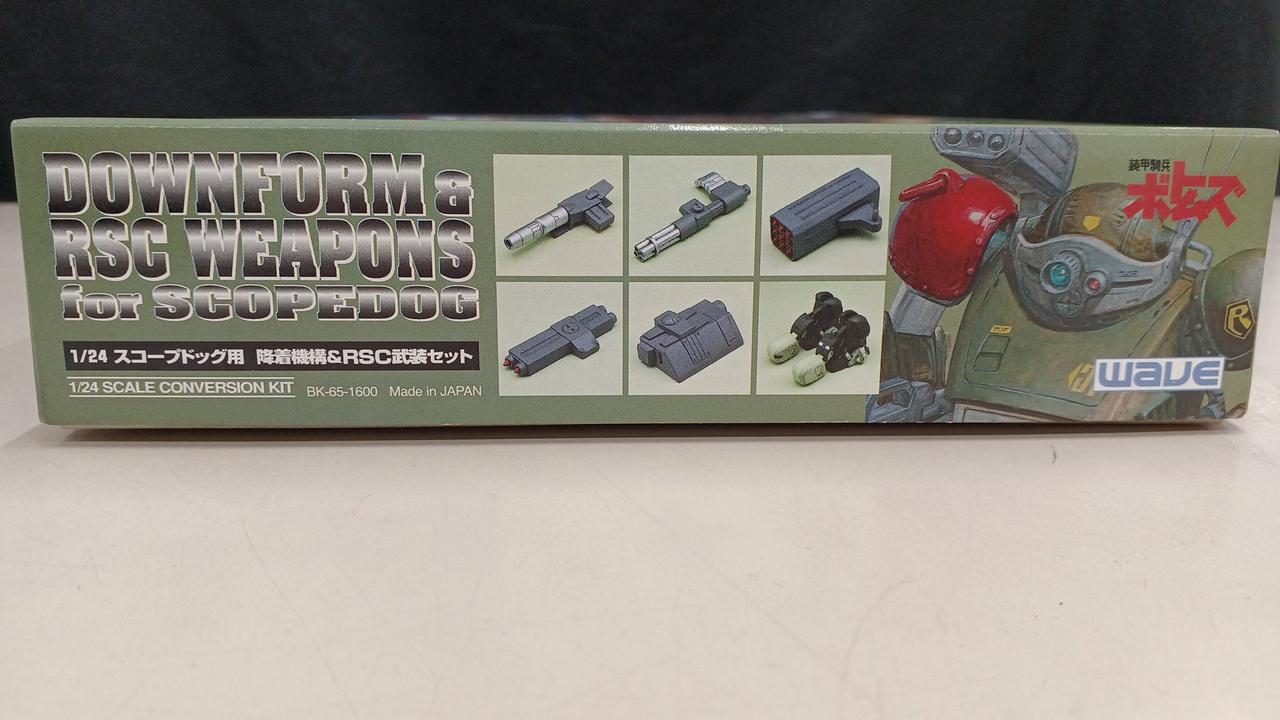 DOWNFORM &
RSC WEAPONS
for SCOPEDOG
1/24 スコープドッグ用 降着機構&RSC武装セット
1/24 SCALE CONVERSION KIT BK-65-1600 Made in JAPAN
装甲騎兵
ボトムズ
R
WAVE